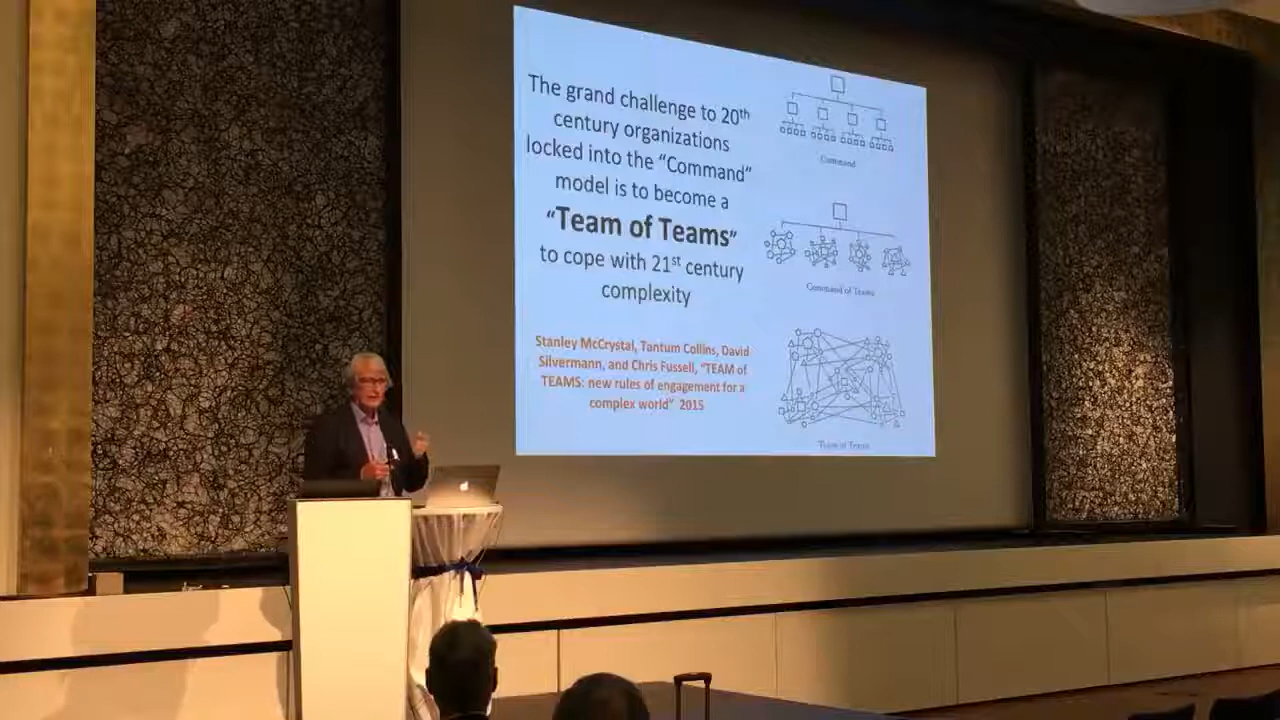 The grand challenge to 20th
century organizations
locked into the “Command”
model is to become a
“Team of Teams”
to cope with 21st century
complexity
Stanley McCrystal, Tantum Collins, David
Silvermann, and Chris Fussell, “TEAM of
TEAMS: new rules of engagement for a
complex world” 2015
Command
Command of Teams
Team of Teams